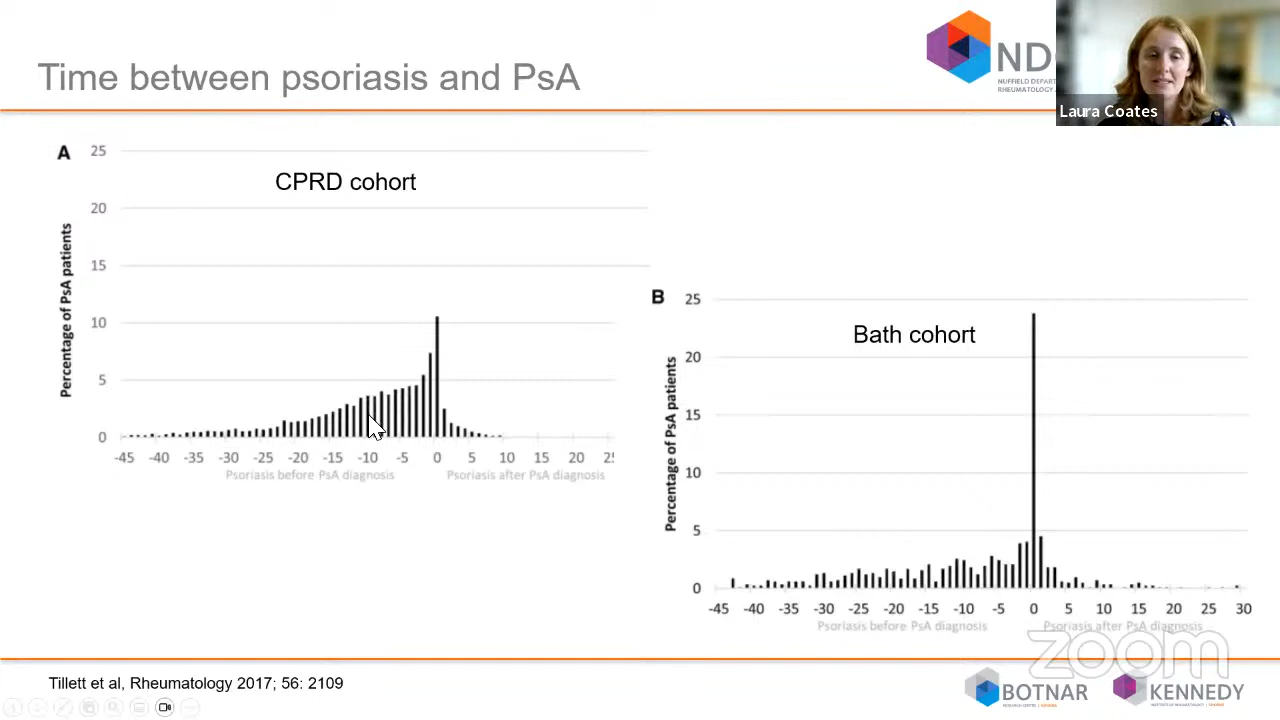 Time between psoriasis and PsA
ND
NUFFIELD DEPART
RHEUMATOLOGY
Laura Coates
A
CPRD cohort
25
20
15
10
5
0
Percentage of PsA patients
-45 -40 -35 -30 -25 -20 -15 -10 -5 0 5 10 15 20 25
Psoriasis before PsA diagnosis Psoriasis after PsA diagnosis
B
Bath cohort
25
20
15
10
5
0
Percentage of PsA patients
-45 -40 -35 -30 -25 -20 -15 -10 -5 0 5 10 15 20 25 30
Psoriasis before PsA diagnosis Psoriasis after PsA diagnosis
zoom
Tillett et al, Rheumatology 2017; 56: 2109
BOTNAR
KENNEDY